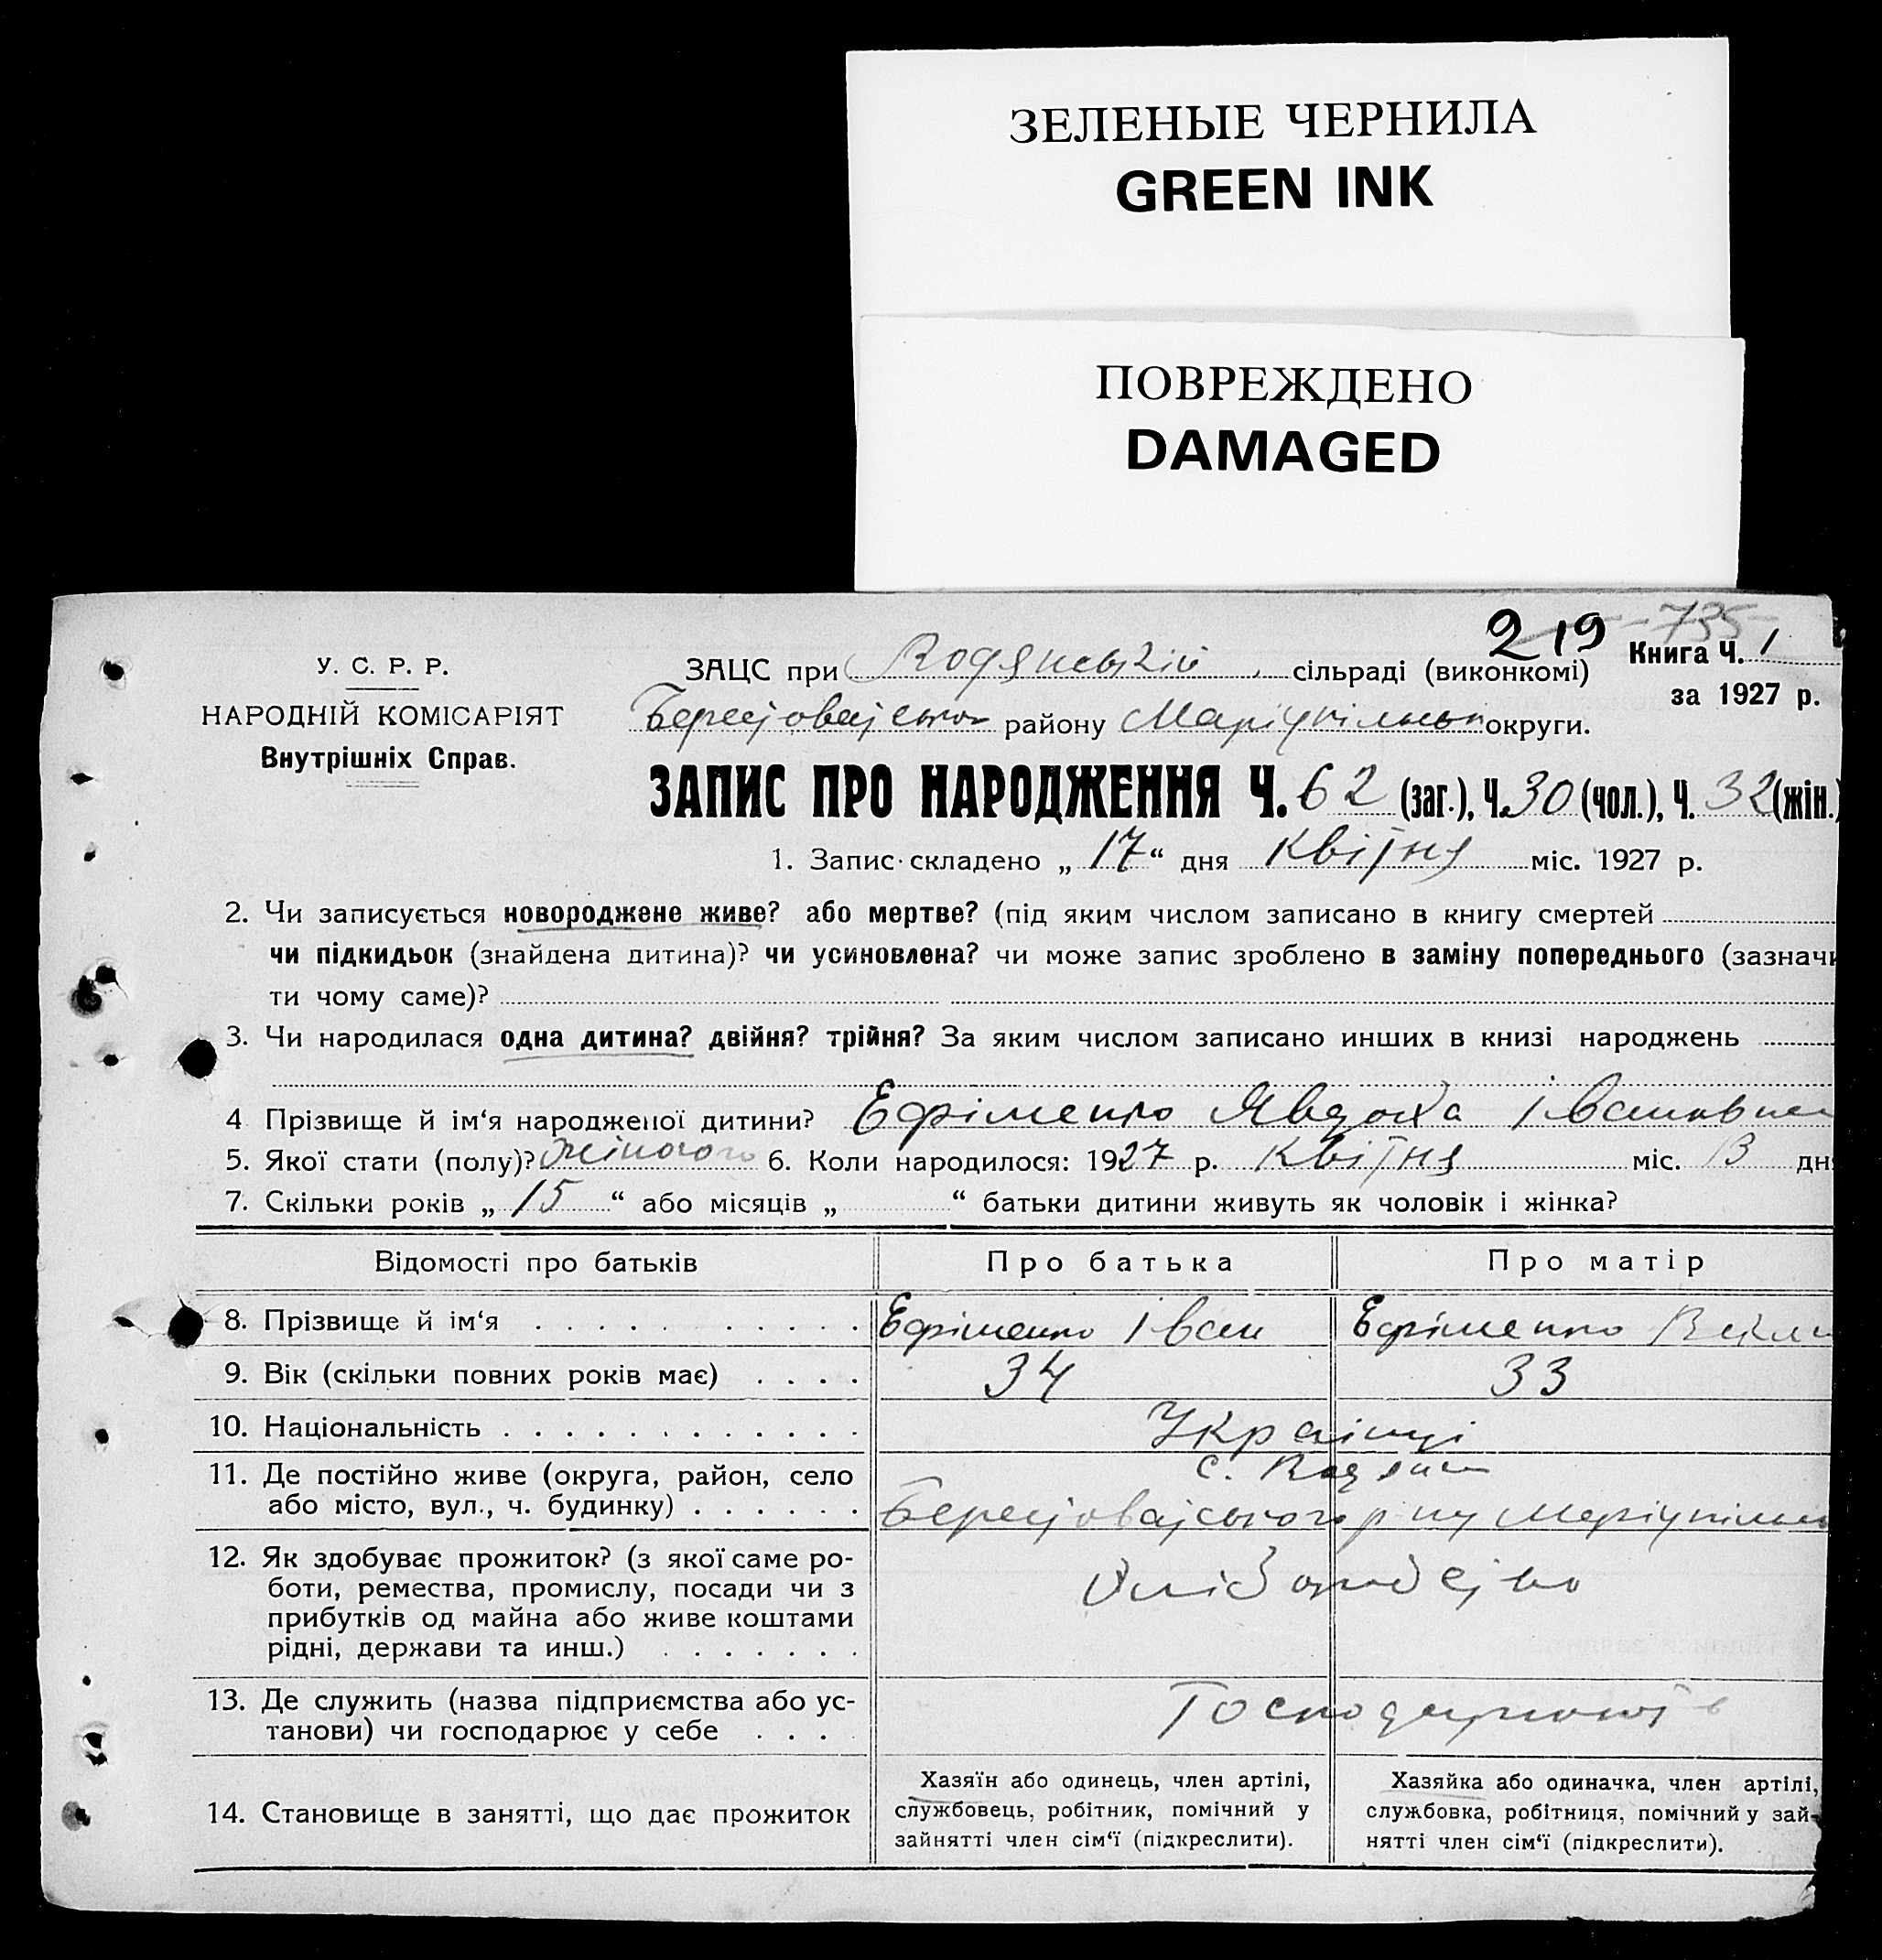 ЗЕЛЕНЫЕ ЧЕРНИЛА
GREEN INK
ПОВРЕЖДЕНО
DAMAGED
219 735
У. С. Р. Р.
НАРОДНІЙ КОМІСАРІЯТ
Внутрішніх Справ.
ЗАЦС при сільраді (виконкомі) Книга Ч. 1
за 1927 р.
району округи.
ЗАПИС ПРО НАРОДЖЕННЯ Ч. 62 (заг.), Ч. 30 (чол.), Ч. 32 (жін.)
1. Запис складено „ 17 “ дня Квітня міс. 1927 р.
2. Чи записується новороджене живе? або мертве? (під яким числом записано в книгу смертей
чи підкидьок (знайдена дитина)? чи усиновлена? чи може запис зроблено в заміну попереднього (зазначи
ти чому саме)?
3. Чи народилася одна дитина? двійня? трійня? За яким числом записано инших в книзі народжень
4 Прізвище й ім‘я народженої дитини? Єфіменко Явдоха
5. Якої стати (полу)? жіночого 6. Коли народилося: 1927 р. Квітня міс. 13 дн
7. Скільки років „ 15 “ або місяців „ “ батьки дитини живуть як чоловік і жінка?
Відомості про батьків Про батька Про матір
8. Прізвище й ім‘я Єфіменко Іван Єфіменко
9. Вік (скільки повних років має) 34 33
10. Національність Українці
11. Де постійно живе (округа, район, село
або місто, вул., ч. будинку)
12. Як здобуває прожиток? (з якої саме ро-
боти, ремества, промислу, посади чи з
прибутків од майна або живе коштами
рідні, держави та инш.)
13. Де служить (назва підприємства або ус-
танови) чи господарює у себе
14. Становище в занятті, що дає прожиток
Хазяїн або одинець, член артілі,
службовець, робітник, помічний у
зайнятті член сім‘ї (підкреслити).
Хазяйка або одиначка, член артілі,
службовка, робітниця, помічний у зай-
нятті член сім‘ї (підкреслити).